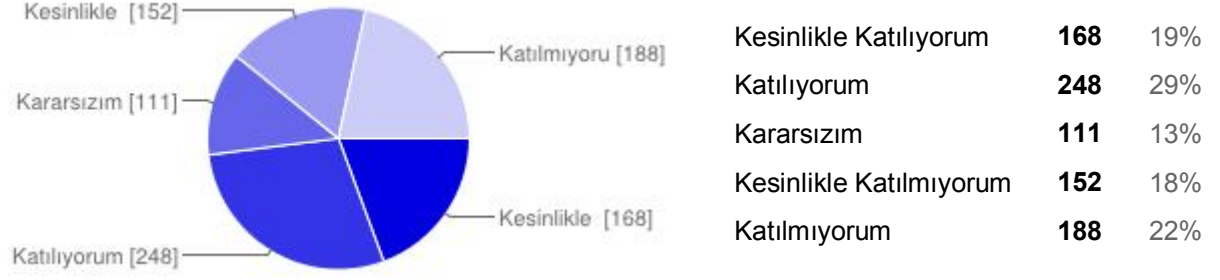 Kesinlikle [152]
Katılmıyoru [188]
Kararsızım [111]
Kesinlikle [168]
Katılıyorum [248]
Kesinlikle Katılıyorum 168 19%
Katılıyorum 248 29%
Kararsızım 111 13%
Kesinlikle Katılmıyorum 152 18%
Katılmıyorum 188 22%